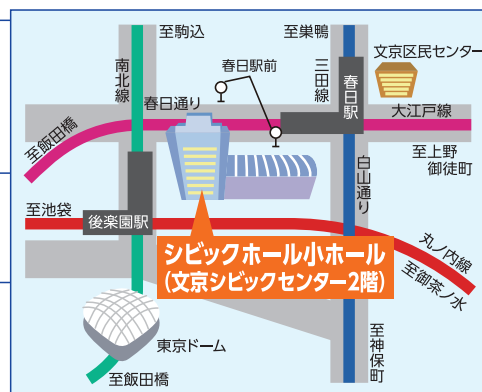 至駒込
至巣鴨
文京区民センター
南北線
春日駅前
三田線
春日駅
春日通り
大江戸線
至飯田橋
至上野
御徒町
白山通り
至池袋
後楽園駅
丸ノ内線
シビックホール小ホール
(文京シビックセンター2階)
至御茶ノ水
東京ドーム
至神保町
至飯田橋